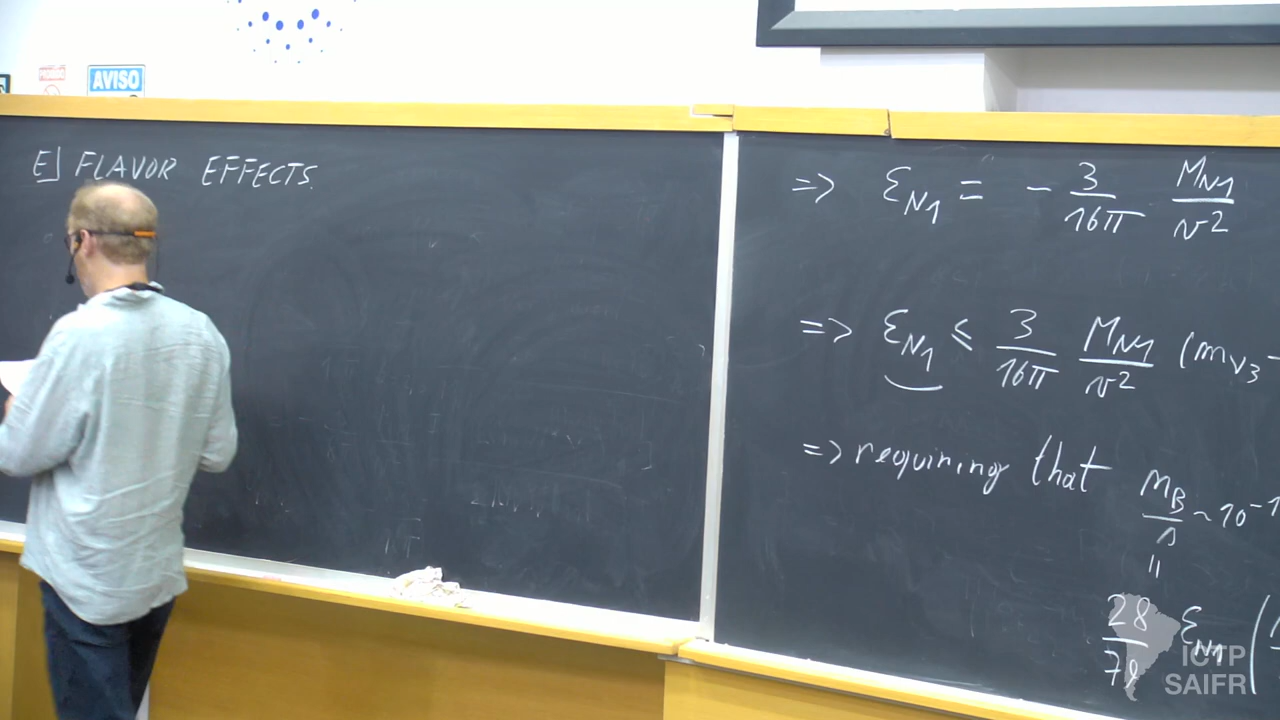 AVISO
E] FLAVOR EFFECTS.
=> ε_N1 = - 3/16π M_N1/v²
=> ε_N1 ≤ 3/16π M_N1/v² (m_ν3 -
=> requiring that n_B/s ~ 10^-1
=
28/79 ε_N1 (
ICTP
SAIFR